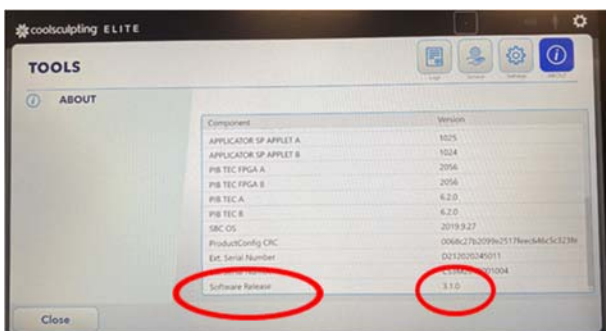 coolsculpting ELITE
TOOLS
ABOUT
ABOUT
Component Version
APPLICATOR SP APPLET A 1025
APPLICATOR SP APPLET B 1024
PIB TEC FPGA A 2056
PIB TEC FPGA B 2056
PIB TEC A 6.2.0
PIB TEC B 6.2.0
SBC OS 2019.9.27
ProductConfig CRC
Ext. Serial Number D212020245011
Software Release 3.1.0
Close